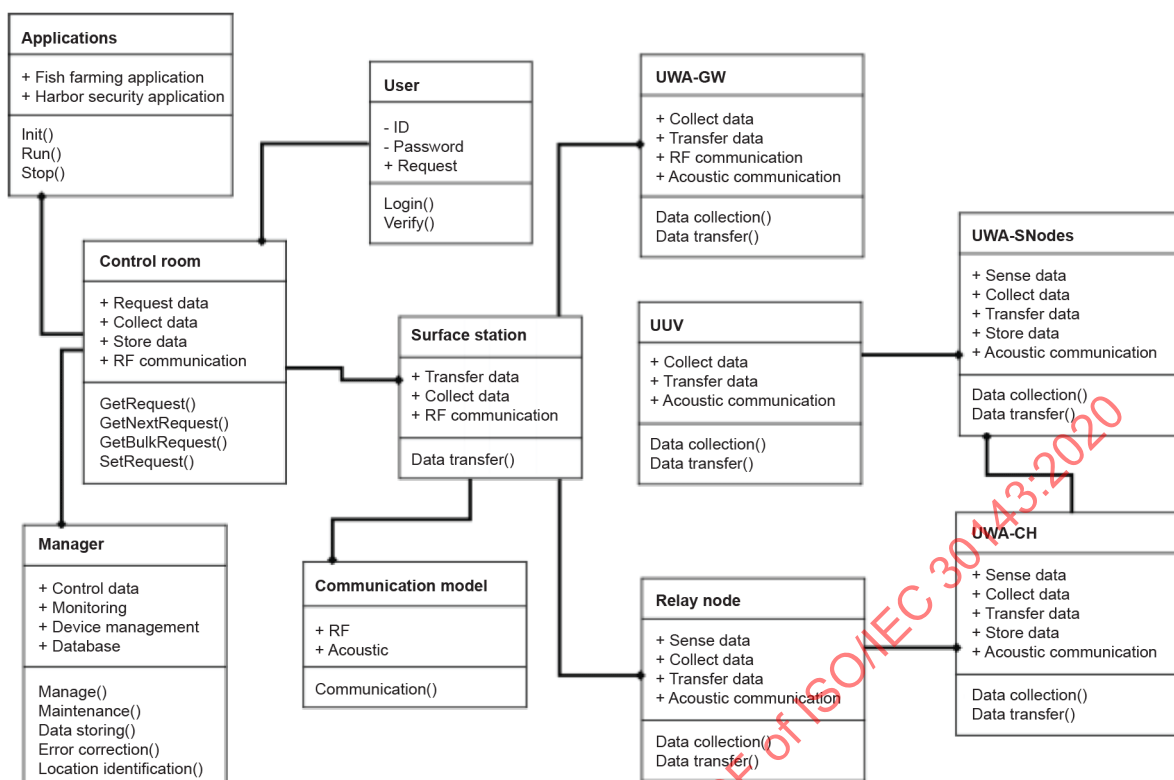 Applications
+ Fish farming application
+ Harbor security application
Init()
Run()
Stop()
User
- ID
- Password
+ Request
Login()
Verify()
UWA-GW
+ Collect data
+ Transfer data
+ RF communication
+ Acoustic communication
Data collection()
Data transfer()
Control room
+ Request data
+ Collect data
+ Store data
+ RF communication
GetRequest()
GetNextRequest()
GetBulkRequest()
SetRequest()
Surface station
+ Transfer data
+ Collect data
+ RF communication
Data transfer()
UUV
+ Collect data
+ Transfer data
+ Acoustic communication
Data collection()
Data transfer()
UWA-SNodes
+ Sense data
+ Collect data
+ Transfer data
+ Store data
+ Acoustic communication
Data collection()
Data transfer()
Manager
+ Control data
+ Monitoring
+ Device management
+ Database
Manage()
Maintenance()
Data storing()
Error correction()
Location identification()
Communication model
+ RF
+ Acoustic
Communication()
Relay node
+ Sense data
+ Collect data
+ Transfer data
+ Acoustic communication
Data collection()
Data transfer()
UWA-CH
+ Sense data
+ Collect data
+ Transfer data
+ Store data
+ Acoustic communication
Data collection()
Data transfer()
of ISO/IEC 30143:2020